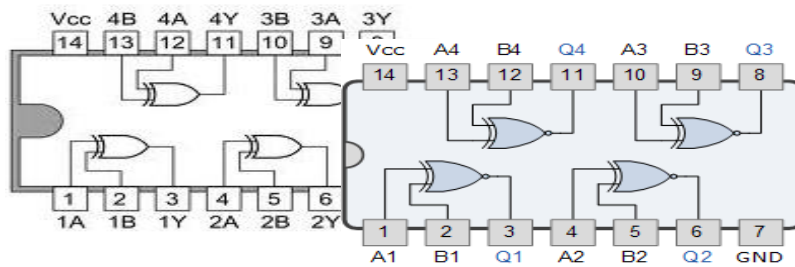 Vcc 4B 4A 4Y 3B 3A 3Y
14 13 12 11 10 9
1 2 3 4 5 6
1A 1B 1Y 2A 2B 2Y
Vcc A4 B4 Q4 A3 B3 Q3
14 13 12 11 10 9 8
1 2 3 4 5 6 7
A1 B1 Q1 A2 B2 Q2 GND